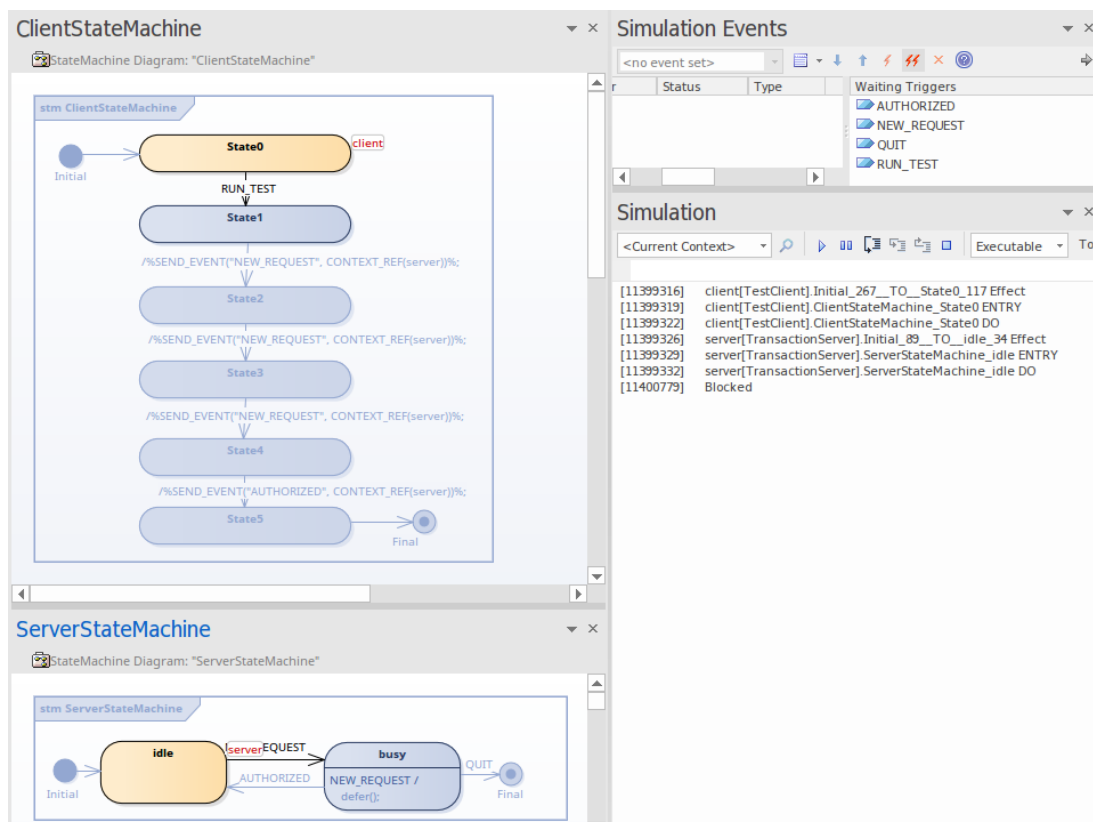 ClientStateMachine
StateMachine Diagram: "ClientStateMachine"
stm ClientStateMachine
Initial
State0
client
RUN_TEST
State1
/%SEND_EVENT("NEW_REQUEST", CONTEXT_REF(server))%;
State2
/%SEND_EVENT("NEW_REQUEST", CONTEXT_REF(server))%;
State3
/%SEND_EVENT("NEW_REQUEST", CONTEXT_REF(server))%;
State4
/%SEND_EVENT("AUTHORIZED", CONTEXT_REF(server))%;
State5
Final
ServerStateMachine
StateMachine Diagram: "ServerStateMachine"
stm ServerStateMachine
Initial
idle
server
EQUEST
AUTHORIZED
busy
NEW_REQUEST /
defer();
QUIT
Final
Simulation Events
<no event set>
r Status Type
Waiting Triggers
AUTHORIZED
NEW_REQUEST
QUIT
RUN_TEST
Simulation
<Current Context>
Executable
To
[11399316] client[TestClient].Initial_267__TO__State0_117 Effect
[11399319] client[TestClient].ClientStateMachine_State0 ENTRY
[11399322] client[TestClient].ClientStateMachine_State0 DO
[11399326] server[TransactionServer].Initial_89__TO__idle_34 Effect
[11399329] server[TransactionServer].ServerStateMachine_idle ENTRY
[11399332] server[TransactionServer].ServerStateMachine_idle DO
[11400779] Blocked